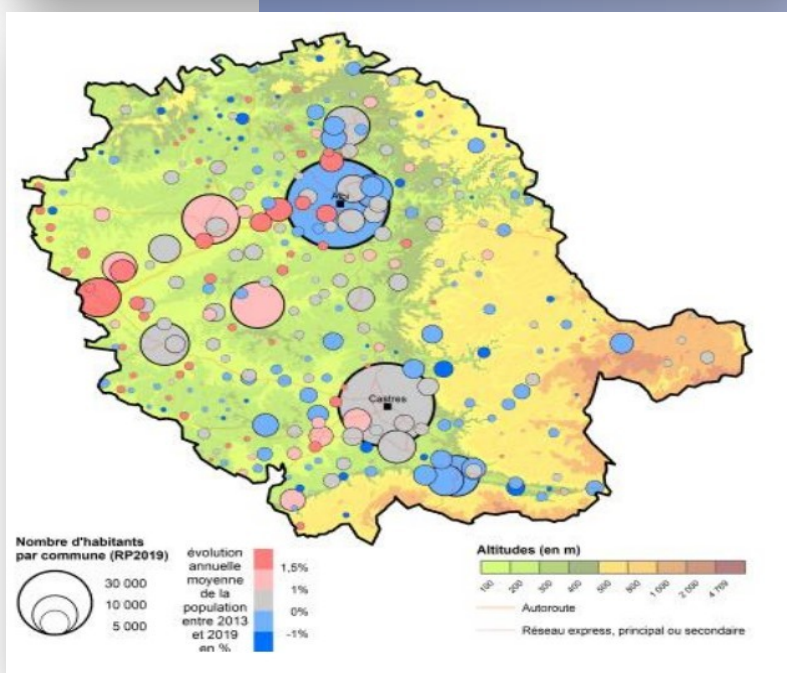 Albi
Castres
Nombre d'habitants
par commune (RP2019)
30 000
10 000
5 000
évolution
annuelle
moyenne
de la
population
entre 2013
et 2019
en %
1,5%
1%
0%
-1%
Altitudes (en m)
100
200
300
400
500
800
1 000
2 000
4 769
Autoroute
Réseau express, principal ou secondaire